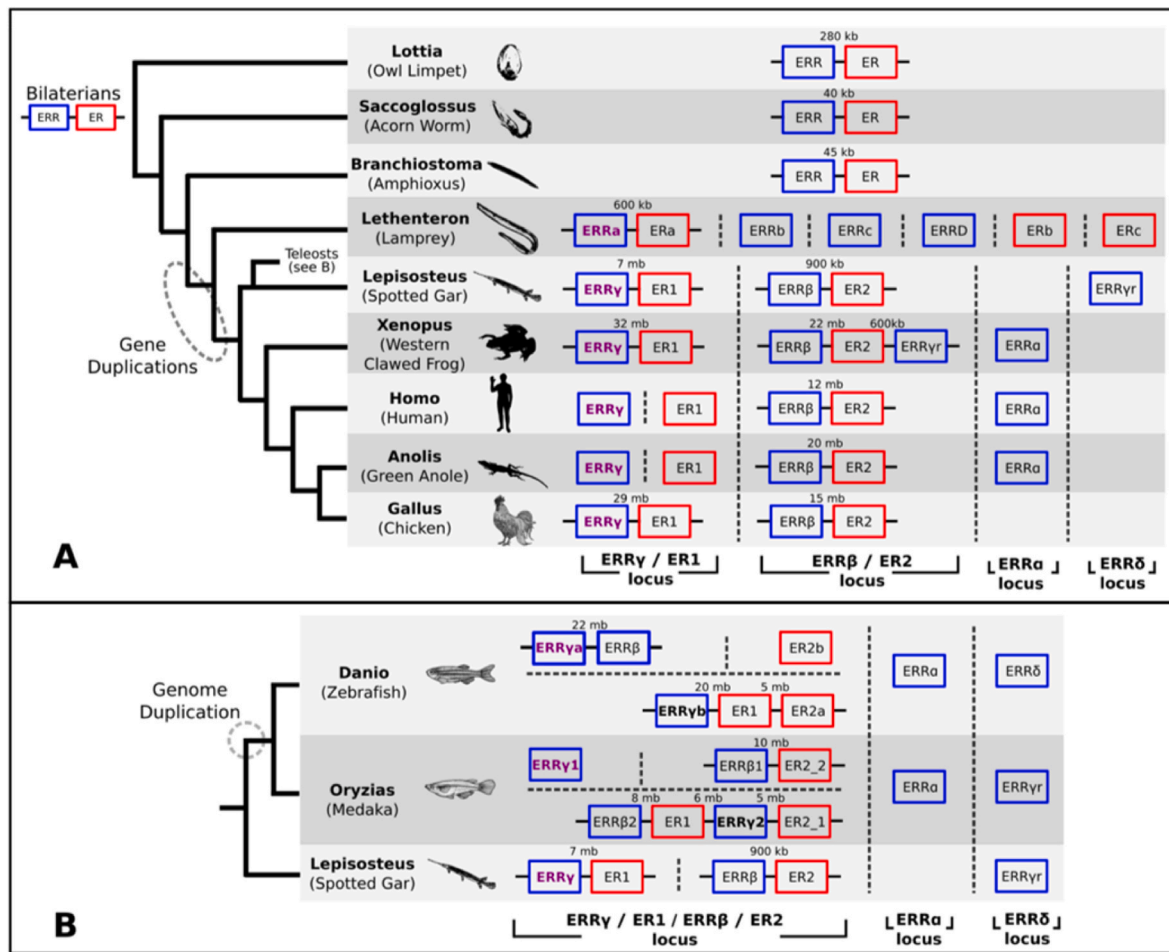 Bilaterians
ERR ER
Gene
Duplications
Teleosts
(see B)
Lottia
(Owl Limpet)
280 kb
ERR ER
Saccoglossus
(Acorn Worm)
40 kb
ERR ER
Branchiostoma
(Amphioxus)
45 kb
ERR ER
Lethenteron
(Lamprey)
600 kb
ERRa ERa ERRb ERRc ERRD ERb ERc
Lepisosteus
(Spotted Gar)
7 mb 900 kb
ERRγ ER1 ERRβ ER2 ERRγr
Xenopus
(Western
Clawed Frog)
32 mb 22 mb 600kb
ERRγ ER1 ERRβ ER2 ERRγr ERRα
Homo
(Human)
12 mb
ERRγ ER1 ERRβ ER2 ERRα
Anolis
(Green Anole)
20 mb
ERRγ ER1 ERRβ ER2 ERRα
Gallus
(Chicken)
29 mb 15 mb
ERRγ ER1 ERRβ ER2
A
ERRγ / ER1
locus
ERRβ / ER2
locus
ERRα
locus
ERRδ
locus
Genome
Duplication
Danio
(Zebrafish)
22 mb
ERRγa ERRβ ER2b
20 mb 5 mb
ERRγb ER1 ER2a
ERRα ERRδ
Oryzias
(Medaka)
10 mb
ERRγ1 ERRβ1 ER2_2
8 mb 6 mb 5 mb
ERRβ2 ER1 ERRγ2 ER2_1
ERRα ERRγr
Lepisosteus
(Spotted Gar)
7 mb 900 kb
ERRγ ER1 ERRβ ER2 ERRγr
B
ERRγ / ER1 / ERRβ / ER2
locus
ERRα
locus
ERRδ
locus